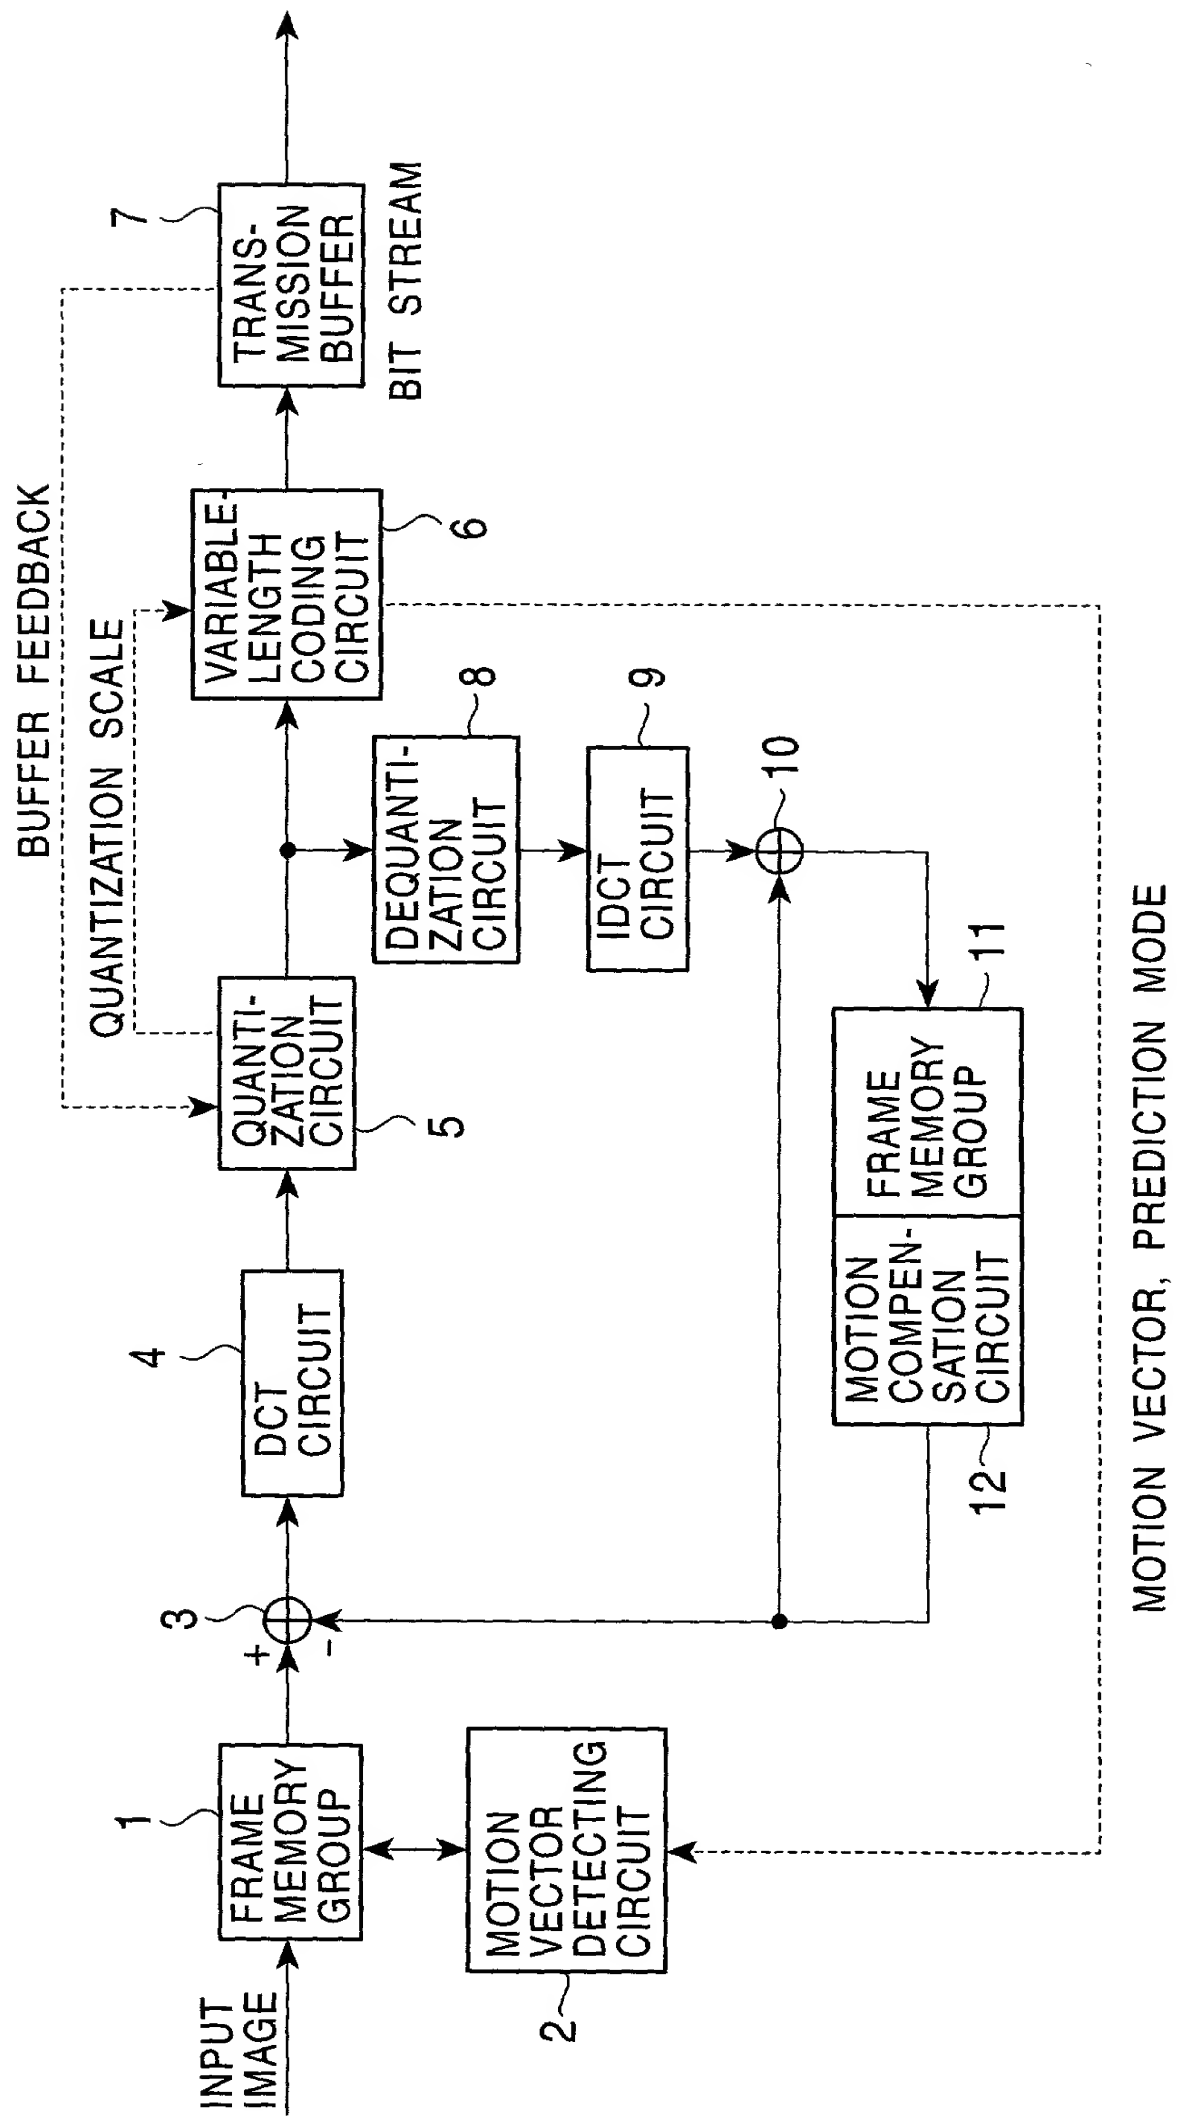 BUFFER FEEDBACK
QUANTIZATION SCALE
INPUT
IMAGE
1
FRAME
MEMORY
GROUP
+
-
3
4
DCT
CIRCUIT
QUANTI-
ZATION
CIRCUIT
5
VARIABLE-
LENGTH
CODING
CIRCUIT
6
7
TRANS-
MISSION
BUFFER
BIT STREAM
2
MOTION
VECTOR
DETECTING
CIRCUIT
DEQUANTI-
ZATION
CIRCUIT
8
IDCT
CIRCUIT
9
10
MOTION
COMPEN-
SATION
CIRCUIT
12
FRAME
MEMORY
GROUP
11
MOTION VECTOR, PREDICTION MODE